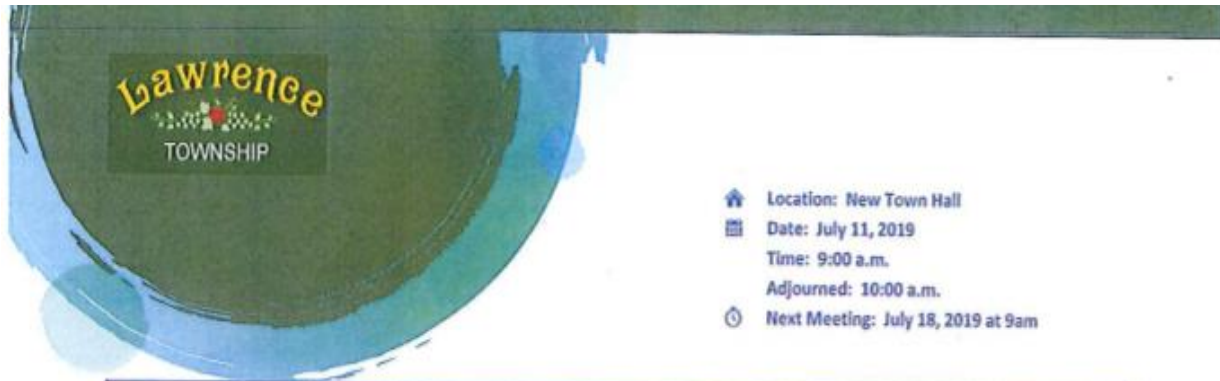 Lawrence
TOWNSHIP
Location: New Town Hall
Date: July 11, 2019
Time: 9:00 a.m.
Adjourned: 10:00 a.m.
Next Meeting: July 18, 2019 at 9am